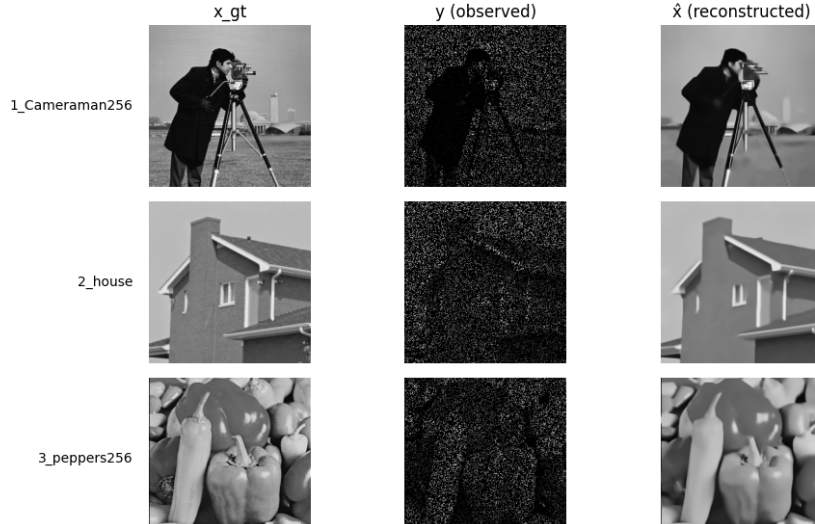 x_gt y (observed) x̂ (reconstructed)
1_Cameraman256
2_house
3_peppers256